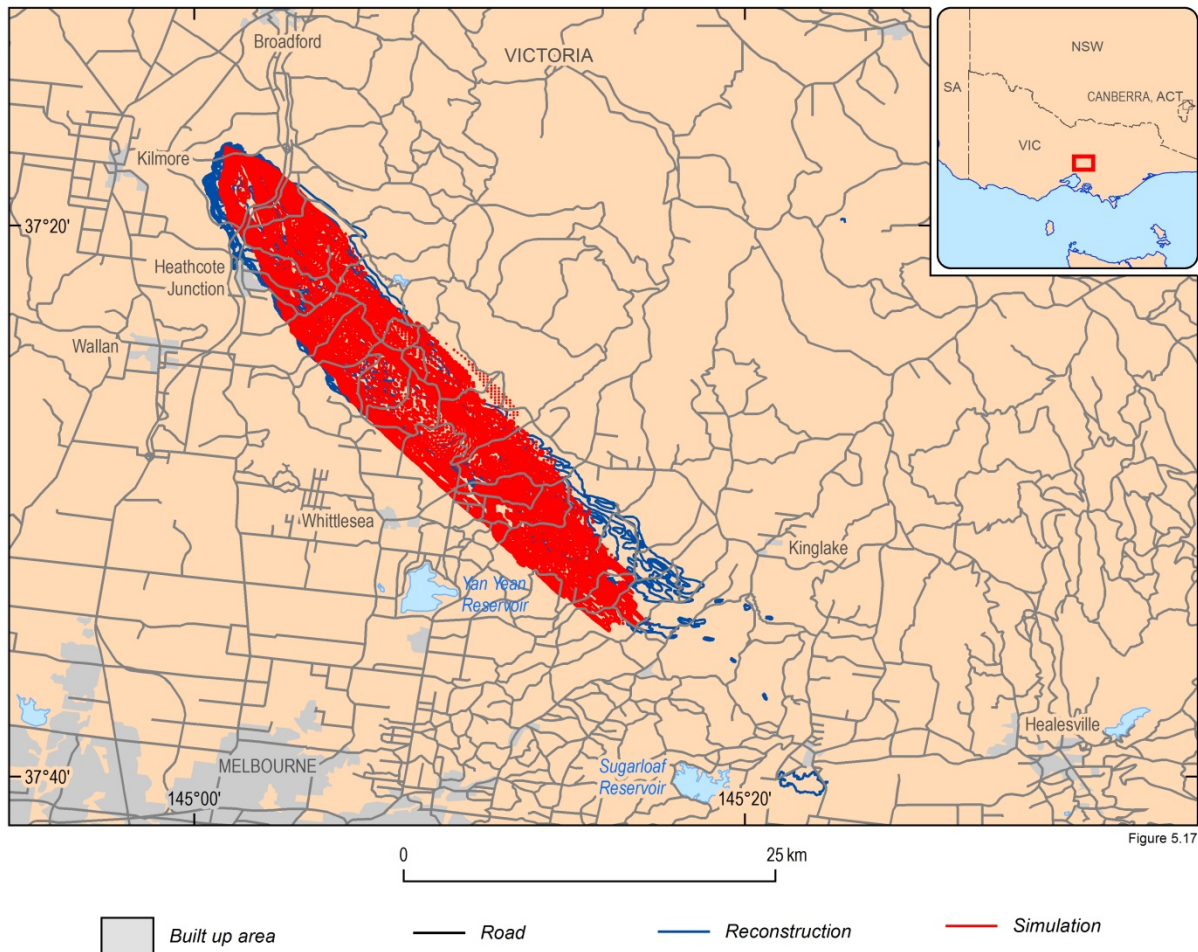 Broadford
VICTORIA
NSW
SA
CANBERRA, ACT
VIC
Kilmore
37°20'
Heathcote
Junction
Wallan
Whittlesea
Kinglake
Yan Yean
Reservoir
Healesville
MELBOURNE
Sugarloaf
Reservoir
37°40'
145°00'
145°20'
Figure 5.17
0
25 km
Built up area
Road
Reconstruction
Simulation